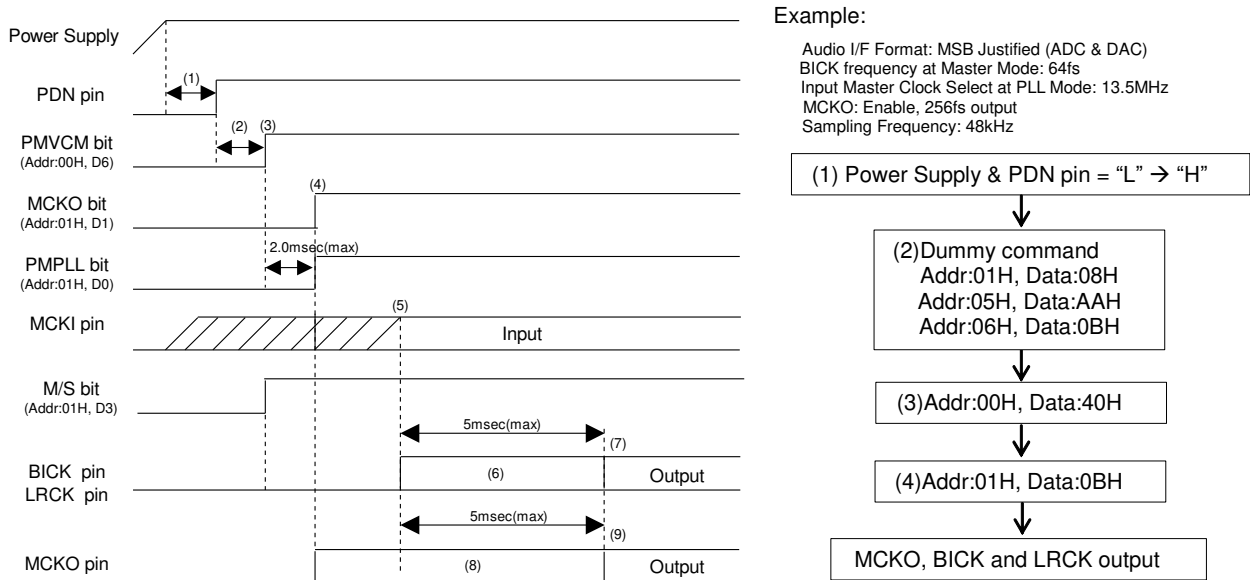 Power Supply
(1)
PDN pin
(2)
(3)
PMVCM bit
(Addr:00H, D6)
(4)
MCKO bit
(Addr:01H, D1)
2.0msec(max)
PMPLL bit
(Addr:01H, D0)
(5)
MCKI pin
Input
M/S bit
(Addr:01H, D3)
5msec(max)
(7)
BICK pin
LRCK pin
(6)
Output
5msec(max)
(9)
MCKO pin
(8)
Output
Example:
Audio I/F Format: MSB Justified (ADC & DAC)
BICK frequency at Master Mode: 64fs
Input Master Clock Select at PLL Mode: 13.5MHz
MCKO: Enable, 256fs output
Sampling Frequency: 48kHz
(1) Power Supply & PDN pin = “L” → “H”
(2)Dummy command
Addr:01H, Data:08H
Addr:05H, Data:AAH
Addr:06H, Data:0BH
(3)Addr:00H, Data:40H
(4)Addr:01H, Data:0BH
MCKO, BICK and LRCK output